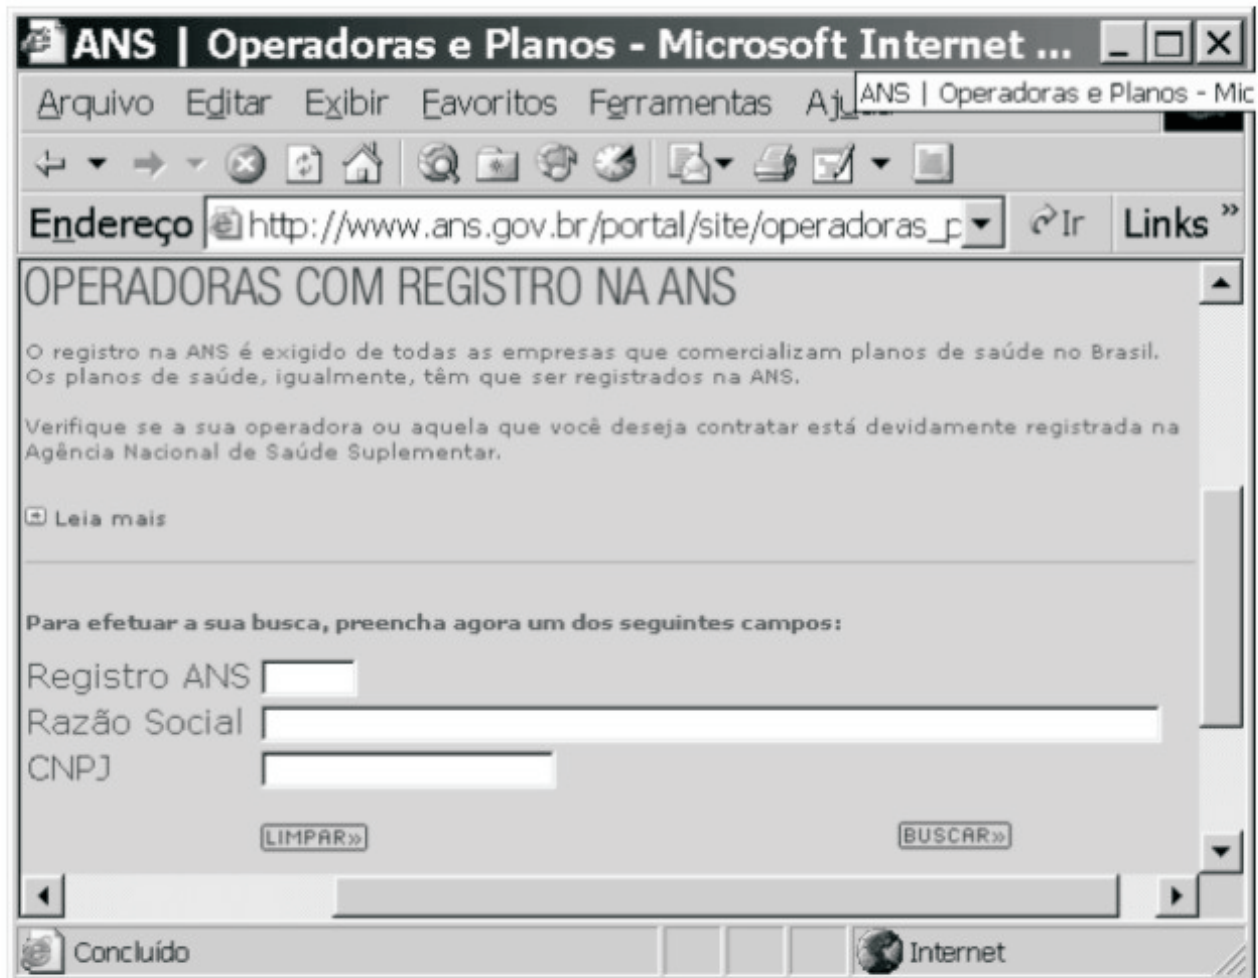 ANS | Operadoras e Planos - Microsoft Internet ...
Arquivo Editar Exibir Favoritos Ferramentas
ANS | Operadoras e Planos - Mic
Endereço http://www.ans.gov.br/portal/site/operadoras_p Ir Links »
OPERADORAS COM REGISTRO NA ANS
O registro na ANS é exigido de todas as empresas que comercializam planos de saúde no Brasil.
Os planos de saúde, igualmente, têm que ser registrados na ANS.
Verifique se a sua operadora ou aquela que você deseja contratar está devidamente registrada na
Agência Nacional de Saúde Suplementar.
Leia mais
Para efetuar a sua busca, preencha agora um dos seguintes campos:
Registro ANS
Razão Social
CNPJ
LIMPAR»
BUSCAR»
Concluído
Internet